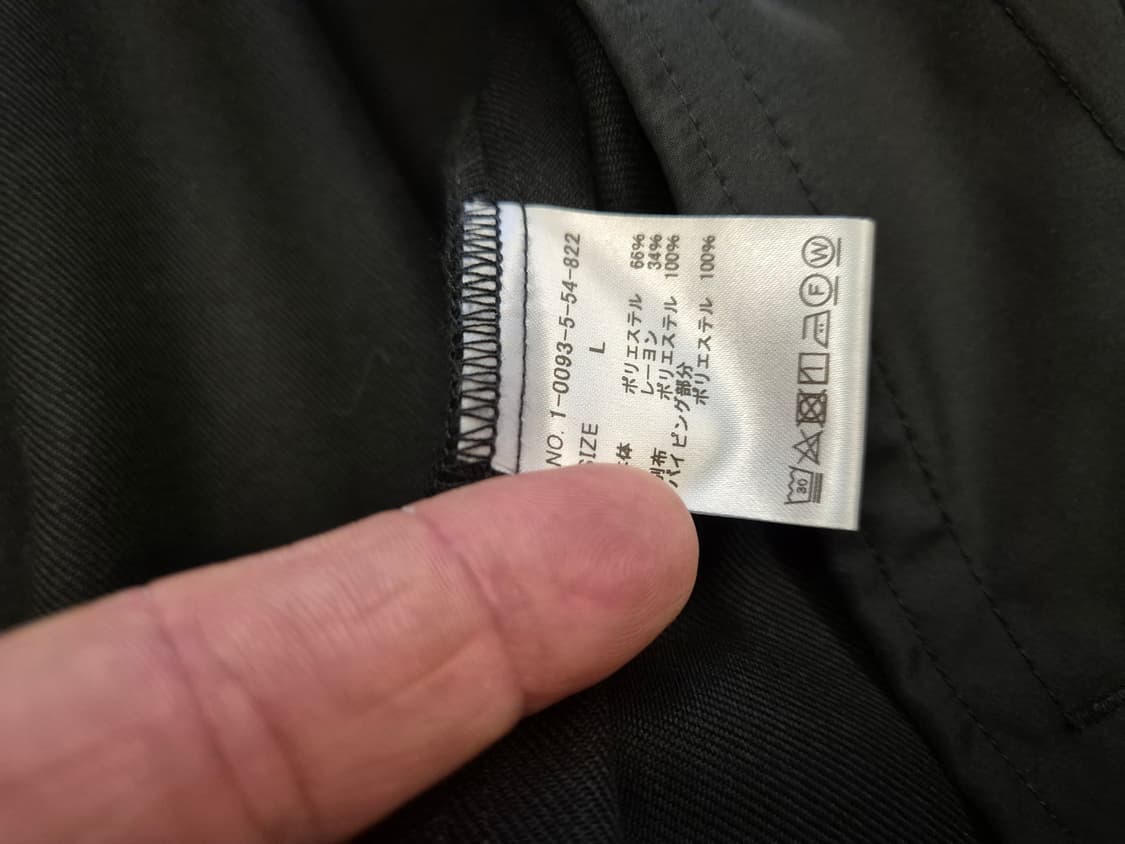 NO. 1-0093-5-54-822
SIZE L
体 ポリエステル 66%
レーヨン 34%
別布 ポリエステル 100%
パイピング部分
ポリエステル 100%
30
F W